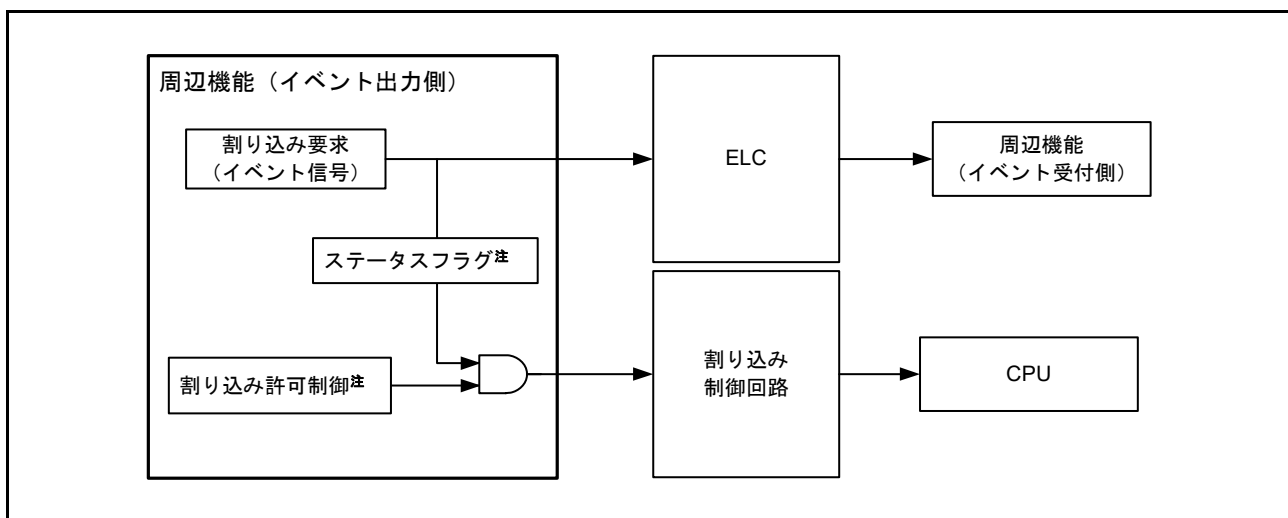 周辺機能（イベント出力側）
割り込み要求
（イベント信号）
ELC
周辺機能
（イベント受付側）
ステータスフラグ注
割り込み許可制御注
割り込み
制御回路
CPU